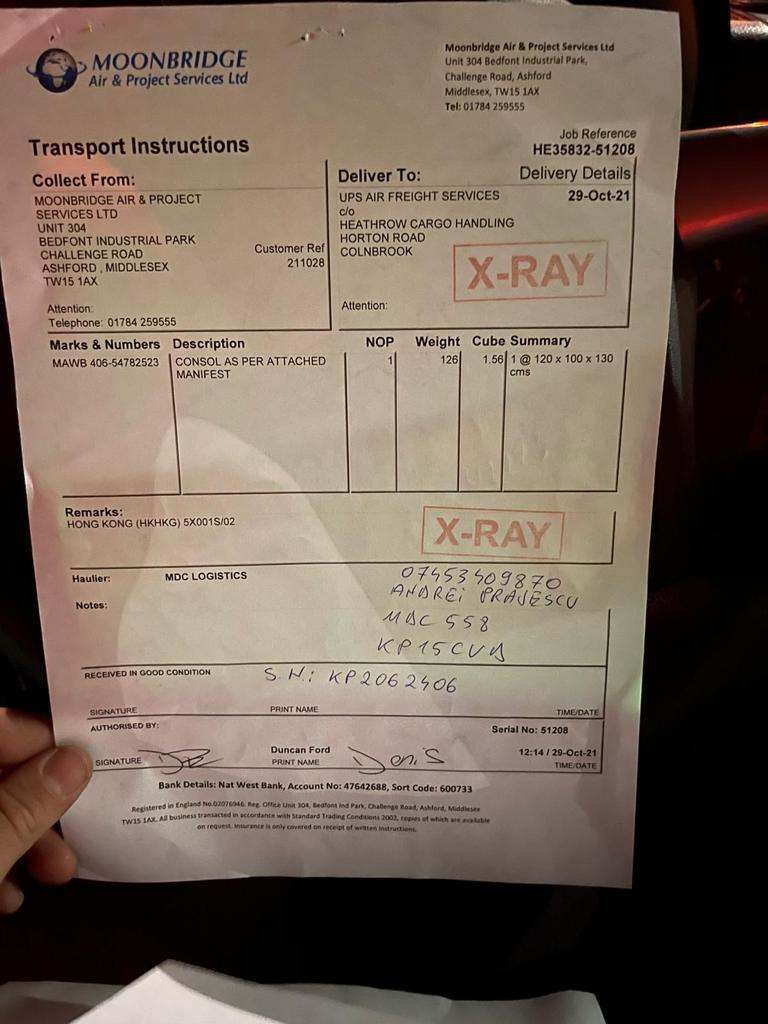 MOONBRIDGE
Air & Project Services Ltd
Moonbridge Air & Project Services Ltd
Unit 304 Bedfont Industrial Park,
Challenge Road, Ashford
Middlesex, TW15 1AX
Tel: 01784 259555
Transport Instructions
Job Reference
HE35832-51208
Collect From:
MOONBRIDGE AIR & PROJECT
SERVICES LTD
UNIT 304
BEDFONT INDUSTRIAL PARK
CHALLENGE ROAD
ASHFORD , MIDDLESEX
TW15 1AX
Customer Ref
211028
Attention:
Telephone: 01784 259555
Deliver To:
Delivery Details
UPS AIR FREIGHT SERVICES
29-Oct-21
c/o
HEATHROW CARGO HANDLING
HORTON ROAD
COLNBROOK
X-RAY
Attention:
Marks & Numbers Description NOP Weight Cube Summary
MAWB 406-54782523 CONSOL AS PER ATTACHED 1 126 1.56 1 @ 120 x 100 x 130
MANIFEST cms
Remarks:
HONG KONG (HKHKG) 5X001S/02
X-RAY
Haulier: MDC LOGISTICS
Notes:
07453409870
ANDREI
MDC 558
S.N: KP2062406
RECEIVED IN GOOD CONDITION
SIGNATURE PRINT NAME TIME/DATE
AUTHORISED BY:
Serial No: 51208
Duncan Ford
Denis
12:14 / 29-Oct-21
SIGNATURE PRINT NAME TIME/DATE
Bank Details: Nat West Bank, Account No: 47642688, Sort Code: 600733
Registered in England No.02076946. Reg. Office Unit 304, Bedfont Ind Park, Challenge Road, Ashford, Middlesex
TW15 1AX. All business transacted in accordance with Standard Trading Conditions 2002, copies of which are available
on request. Insurance is only covered on receipt of written instructions.